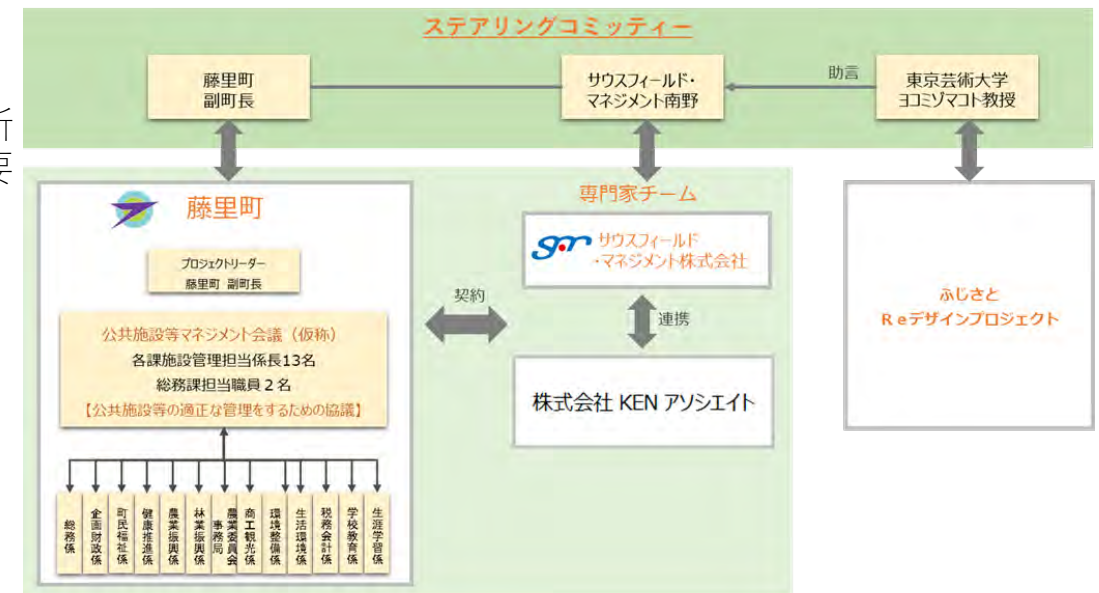 ステアリングコミッティー
藤里町
副町長
サウスフィールド・
マネジメント南野
助言
東京芸術大学
ヨコミゾマコト教授
藤里町
プロジェクトリーダー
藤里町 副町長
公共施設等マネジメント会議（仮称）
各課施設管理担当係長13名
総務課担当職員２名
【公共施設等の適正な管理をするための協議】
総務係
企画財政係
町民福祉係
健康推進係
農業振興係
林業振興係
農業委員会
事務局
商工観光係
環境整備係
生活環境係
税務会計係
学校教育係
生涯学習係
契約
専門家チーム
サウスフィールド
・マネジメント株式会社
連携
株式会社 KEN アソシエイト
ふじさと
Ｒｅデザインプロジェクト